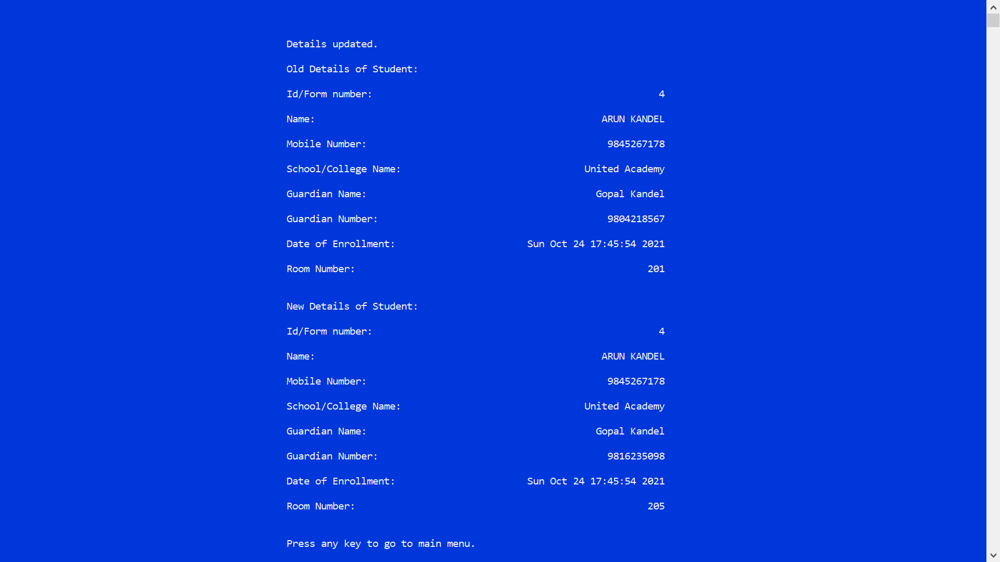 Details updated.
Old Details of Student:
Id/Form number: 4
Name: ARUN KANDEL
Mobile Number: 9845267178
School/College Name: United Academy
Guardian Name: Gopal Kandel
Guardian Number: 9804218567
Date of Enrollment: Sun Oct 24 17:45:54 2021
Room Number: 201
New Details of Student:
Id/Form number: 4
Name: ARUN KANDEL
Mobile Number: 9845267178
School/College Name: United Academy
Guardian Name: Gopal Kandel
Guardian Number: 9816235098
Date of Enrollment: Sun Oct 24 17:45:54 2021
Room Number: 205
Press any key to go to main menu.